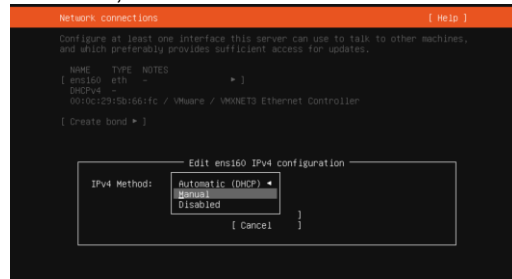 Network connections [ Help ]
Configure at least one interface this server can use to talk to other machines,
and which preferably provides sufficient access for updates.
NAME TYPE NOTES
[ ens160 eth - ▸ ]
DHCPv4 -
00:0c:29:5b:66:fc / VMware / VMXNET3 Ethernet Controller
[ Create bond ▸ ]
Edit ens160 IPv4 configuration
IPv4 Method: Automatic (DHCP) ◂
Manual
Disabled
]
[ Cancel ]